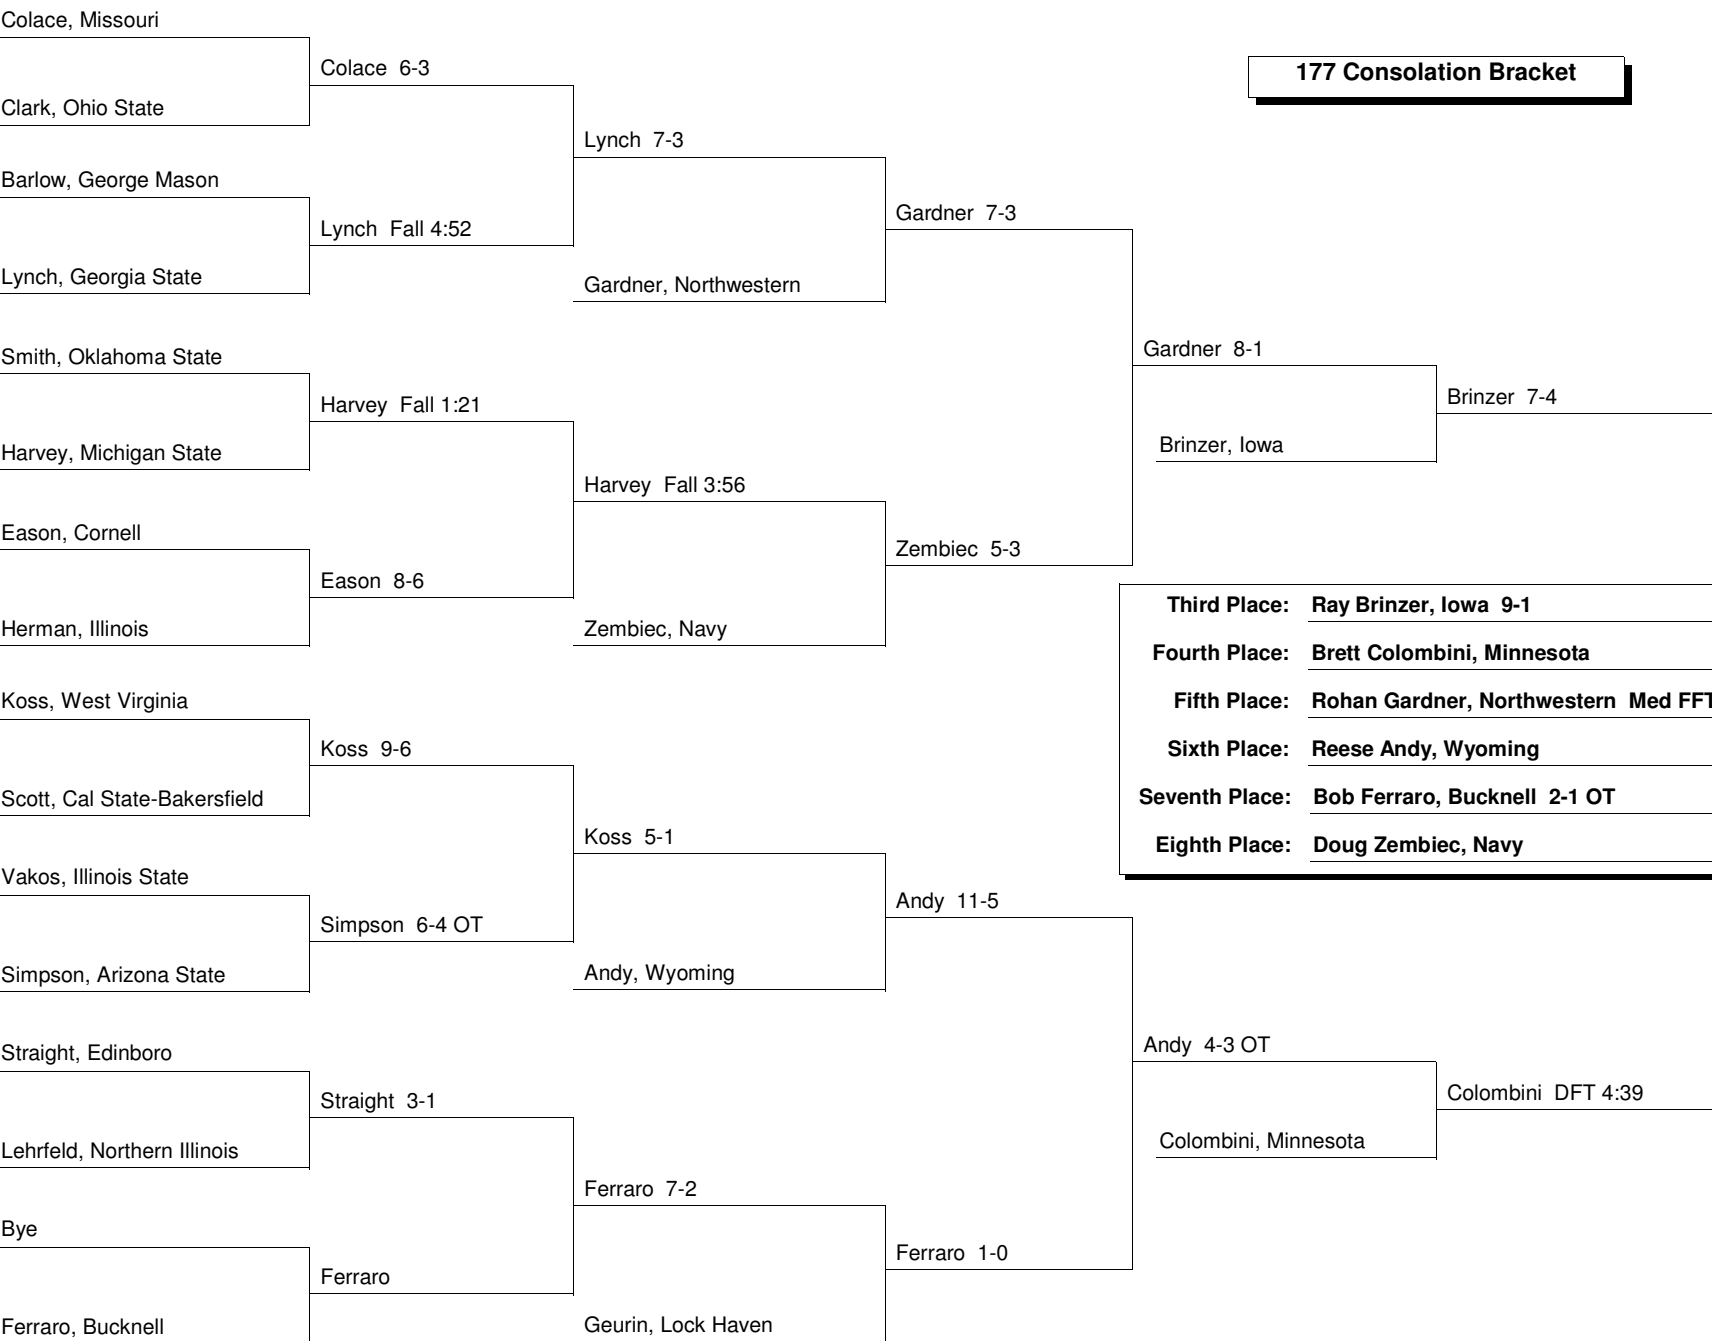 Colace, Missouri
Clark, Ohio State
Barlow, George Mason
Lynch, Georgia State
Smith, Oklahoma State
Harvey, Michigan State
Eason, Cornell
Herman, Illinois
Koss, West Virginia
Scott, Cal State-Bakersfield
Vakos, Illinois State
Simpson, Arizona State
Straight, Edinboro
Lehrfeld, Northern Illinois
Bye
Ferraro, Bucknell
Colace 6-3
Lynch Fall 4:52
Harvey Fall 1:21
Eason 8-6
Koss 9-6
Simpson 6-4 OT
Straight 3-1
Ferraro
Lynch 7-3
Gardner, Northwestern
Harvey Fall 3:56
Zembiec, Navy
Koss 5-1
Andy, Wyoming
Ferraro 7-2
Geurin, Lock Haven
Gardner 7-3
Zembiec 5-3
Andy 11-5
Ferraro 1-0
177 Consolation Bracket
Gardner 8-1
Brinzer, Iowa
Brinzer 7-4
Third Place: Ray Brinzer, Iowa 9-1
Fourth Place: Brett Colombini, Minnesota
Fifth Place: Rohan Gardner, Northwestern Med FFT
Sixth Place: Reese Andy, Wyoming
Seventh Place: Bob Ferraro, Bucknell 2-1 OT
Eighth Place: Doug Zembiec, Navy
Andy 4-3 OT
Colombini, Minnesota
Colombini DFT 4:39